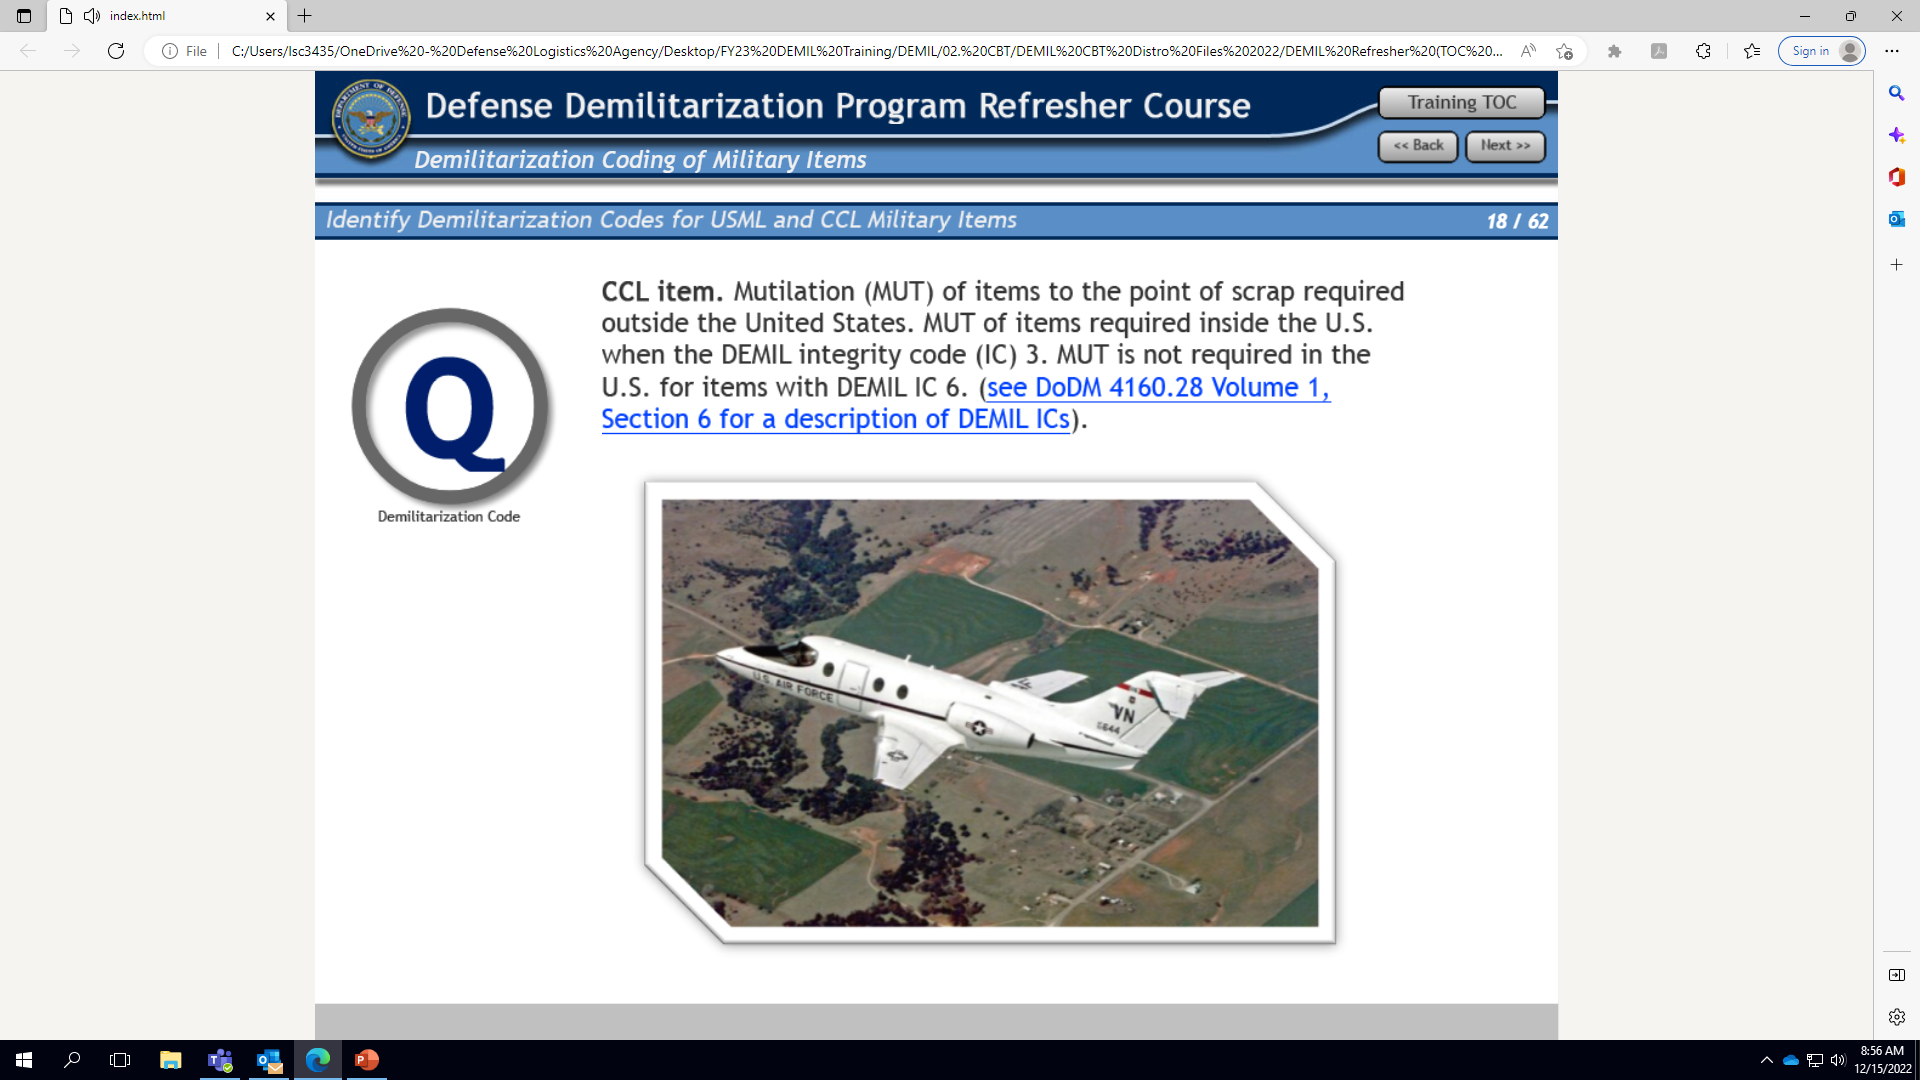 index.html
File
C:/Users/lsc3435/OneDrive%20-%20Defense%20Logistics%20Agency/Desktop/FY23%20DEMIL%20Training/DEMIL/02.%20CBT/DEMIL%20CBT%20Distro%20Files%202022/DEMIL%20Refresher%20(TOC%20...
Sign in
Defense Demilitarization Program Refresher Course
Training TOC
<< Back
Next >>
Demilitarization Coding of Military Items
Identify Demilitarization Codes for USML and CCL Military Items
18 / 62
CCL item. Mutilation (MUT) of items to the point of scrap required
outside the United States. MUT of items required inside the U.S.
when the DEMIL integrity code (IC) 3. MUT is not required in the
U.S. for items with DEMIL IC 6. (see DoDM 4160.28 Volume 1,
Section 6 for a description of DEMIL ICs).
Q
Demilitarization Code
U.S. AIR FORCE
VN
8:56 AM
12/15/2022